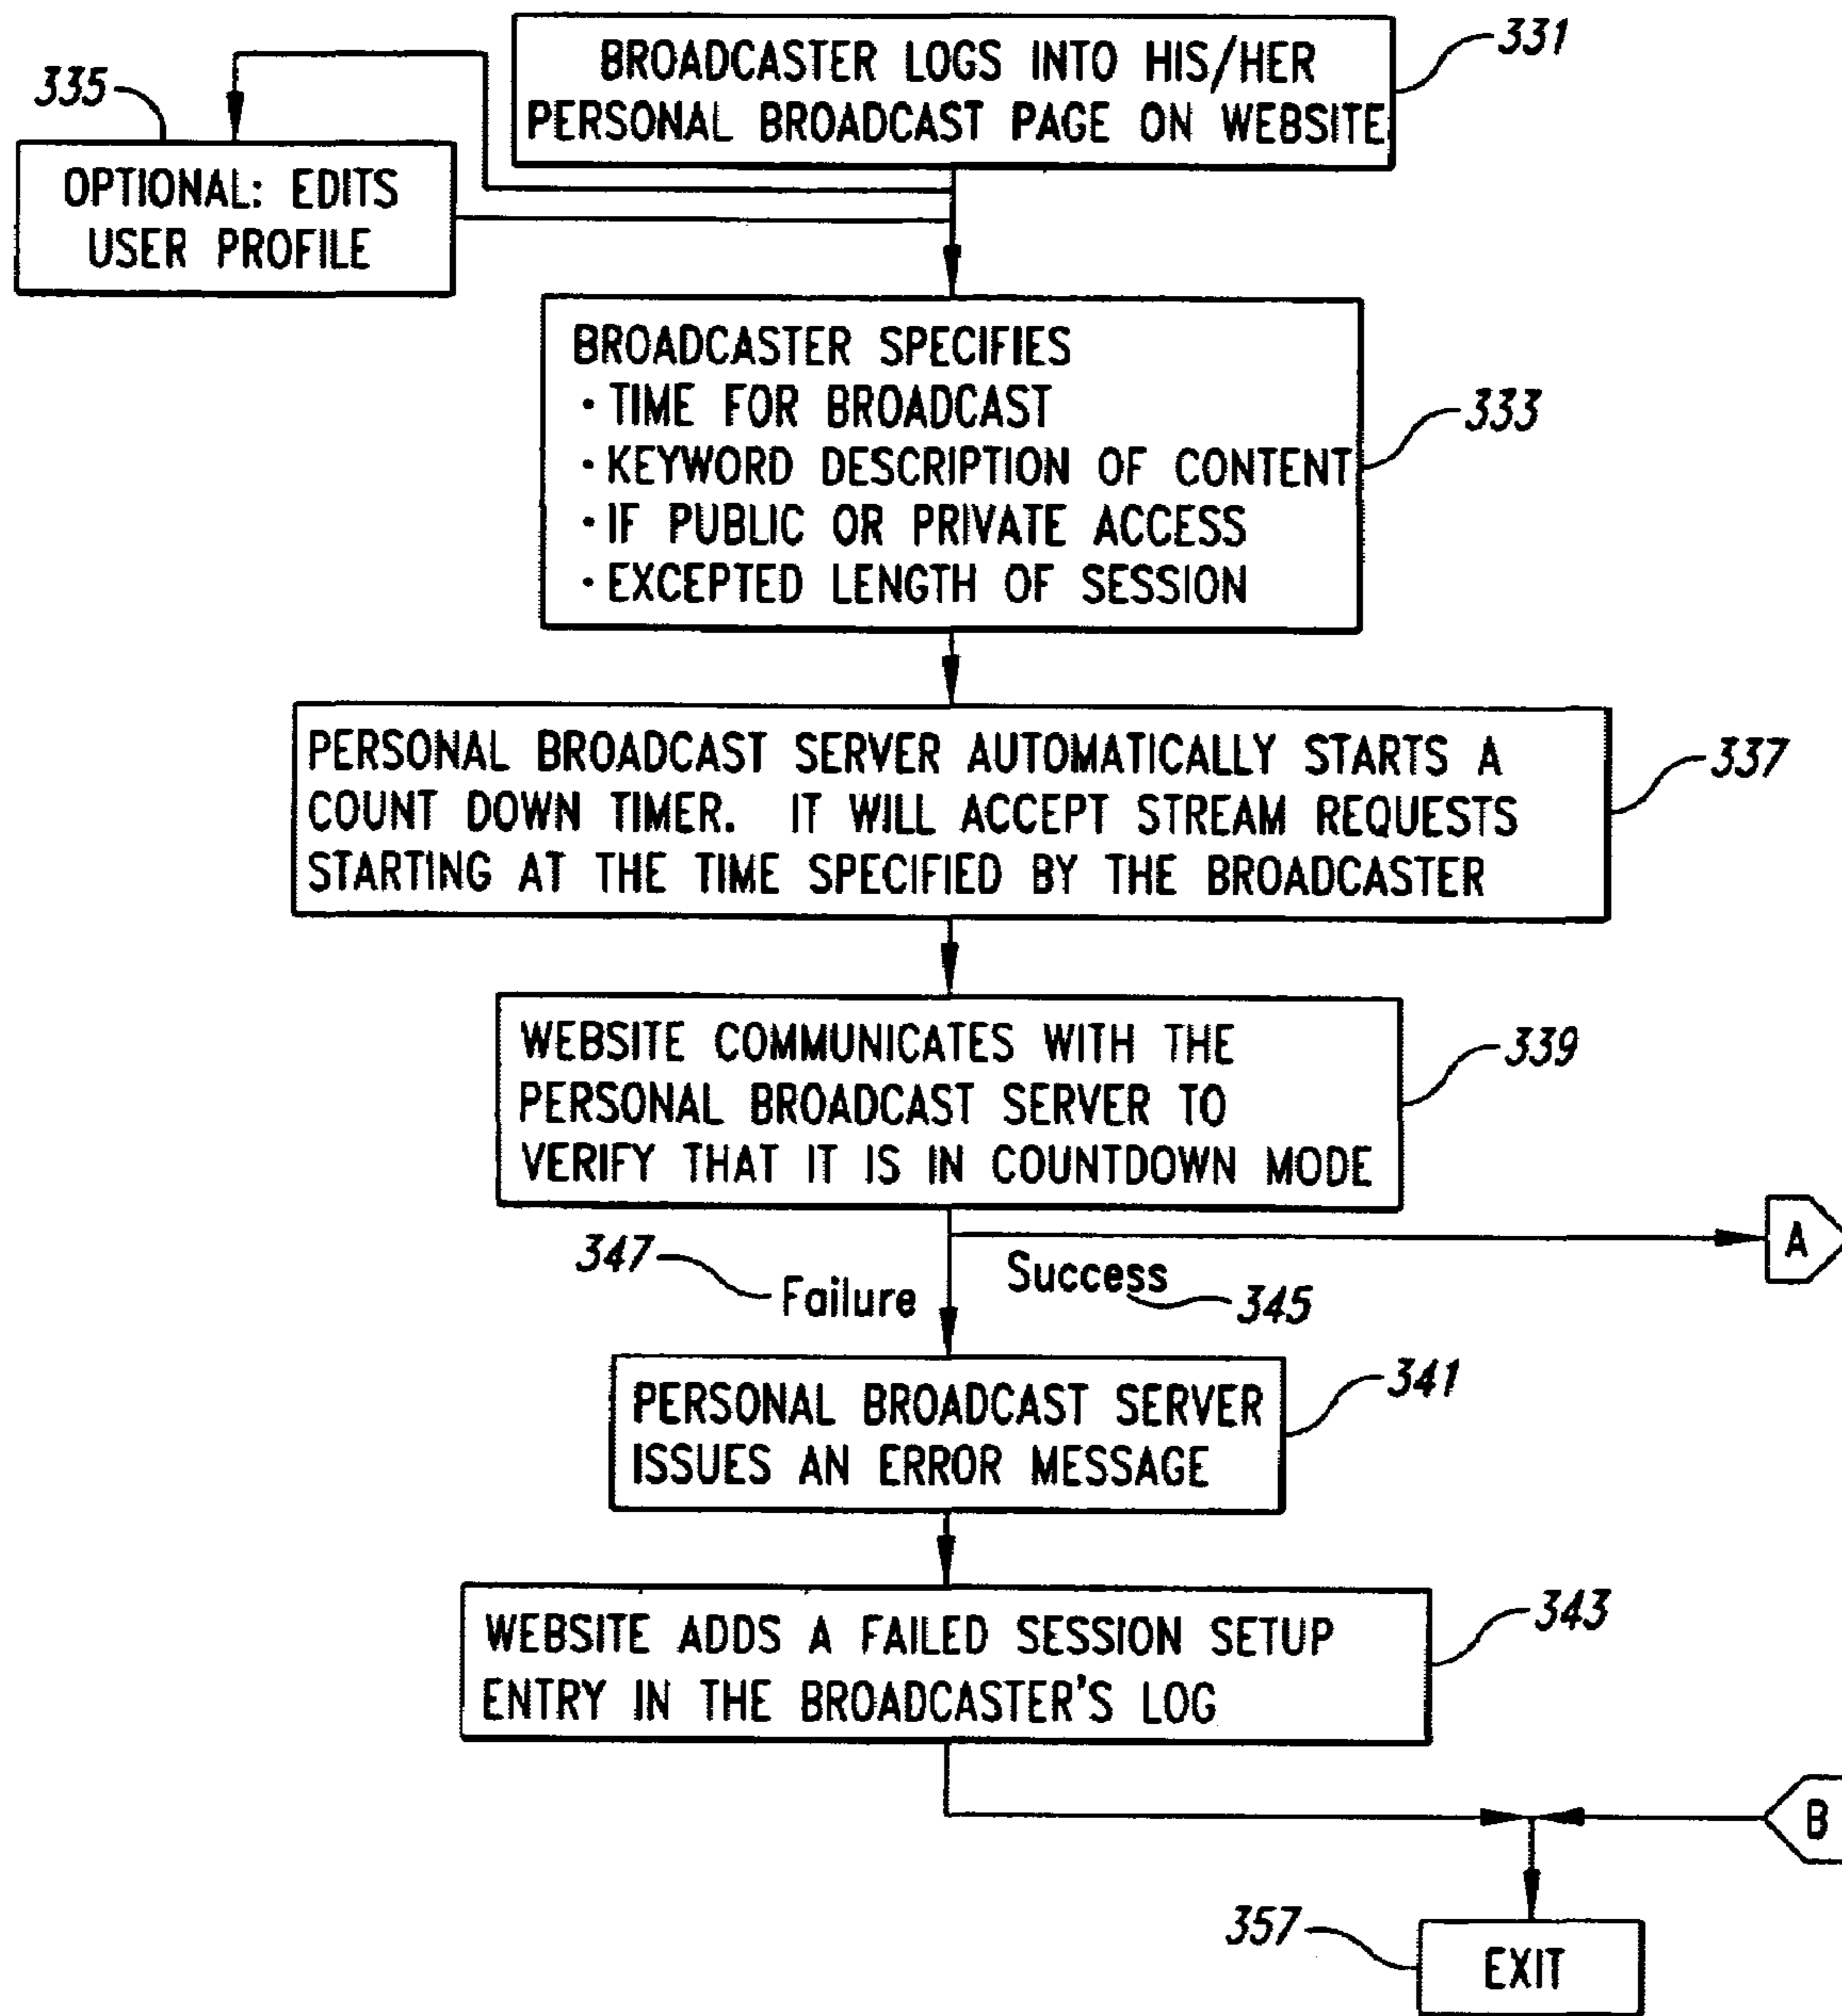 BROADCASTER LOGS INTO HIS/HER
PERSONAL BROADCAST PAGE ON WEBSITE
331
335
OPTIONAL: EDITS
USER PROFILE
BROADCASTER SPECIFIES
· TIME FOR BROADCAST
· KEYWORD DESCRIPTION OF CONTENT
· IF PUBLIC OR PRIVATE ACCESS
· EXCEPTED LENGTH OF SESSION
333
PERSONAL BROADCAST SERVER AUTOMATICALLY STARTS A
COUNT DOWN TIMER. IT WILL ACCEPT STREAM REQUESTS
STARTING AT THE TIME SPECIFIED BY THE BROADCASTER
337
WEBSITE COMMUNICATES WITH THE
PERSONAL BROADCAST SERVER TO
VERIFY THAT IT IS IN COUNTDOWN MODE
339
A
347
Failure
Success
345
PERSONAL BROADCAST SERVER
ISSUES AN ERROR MESSAGE
341
WEBSITE ADDS A FAILED SESSION SETUP
ENTRY IN THE BROADCASTER'S LOG
343
B
357
EXIT